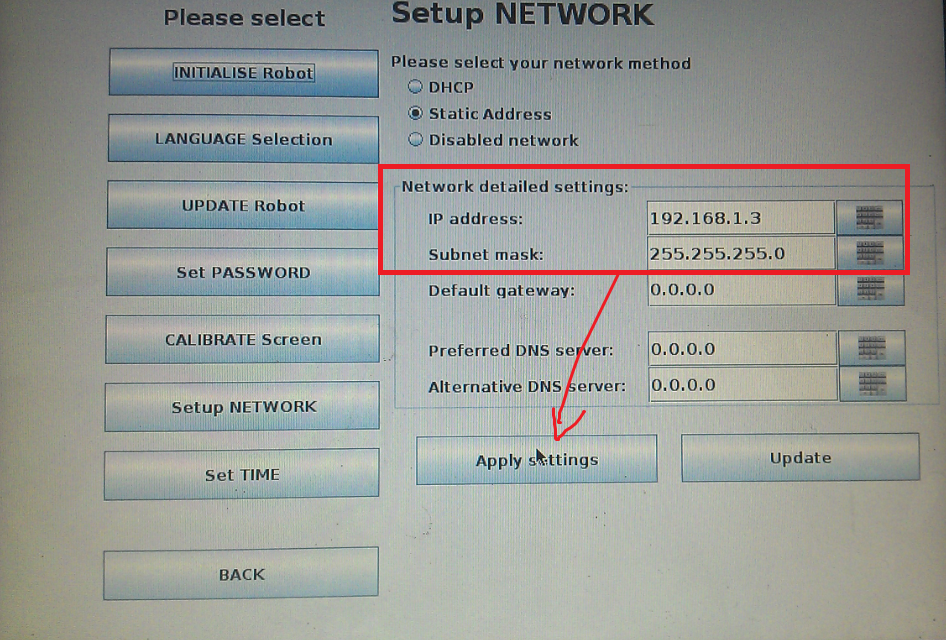 Please select
INITIALISE Robot
LANGUAGE Selection
UPDATE Robot
Set PASSWORD
CALIBRATE Screen
Setup NETWORK
Set TIME
BACK
Setup NETWORK
Please select your network method
DHCP
Static Address
Disabled network
Network detailed settings:
IP address: 192.168.1.3
Subnet mask: 255.255.255.0
Default gateway: 0.0.0.0
Preferred DNS server: 0.0.0.0
Alternative DNS server: 0.0.0.0
Apply settings Update